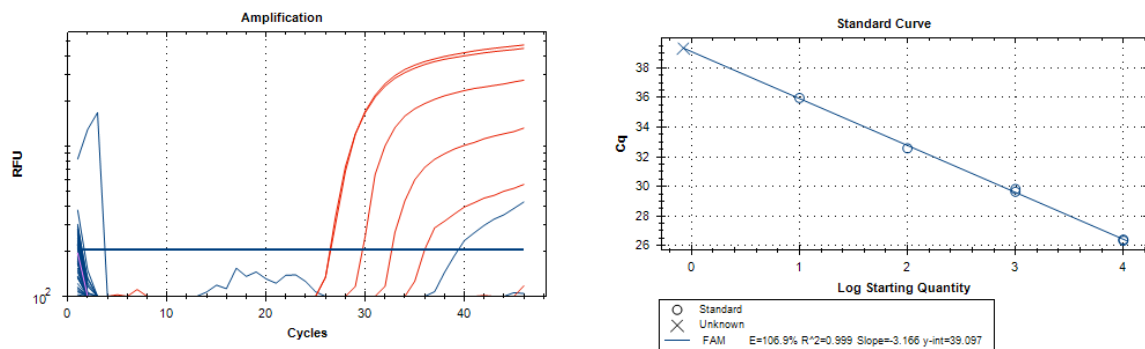 Amplification
RFU
10^2
0 10 20 30 40
Cycles
Standard Curve
Cq
38
36
34
32
30
28
26
0 1 2 3 4
Log Starting Quantity
Standard
Unknown
FAM E=106.9% R^2=0.999 Slope=-3.166 y-int=39.097